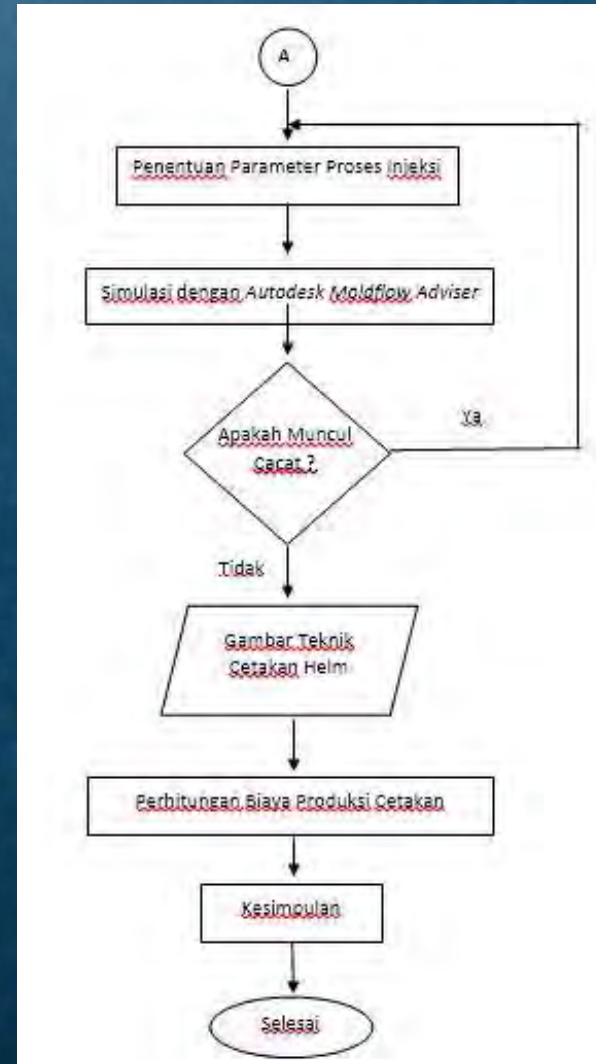 A
Penentuan Parameter Proses Injeksi
Simulasi dengan Autodesk Moldflow Adviser
Apakah Muncul
Cacat ?
Ya
Tidak
Gambar Teknik
Cetakan Helm
Perhitungan Biaya Produksi Cetakan
Kesimpulan
Selesai